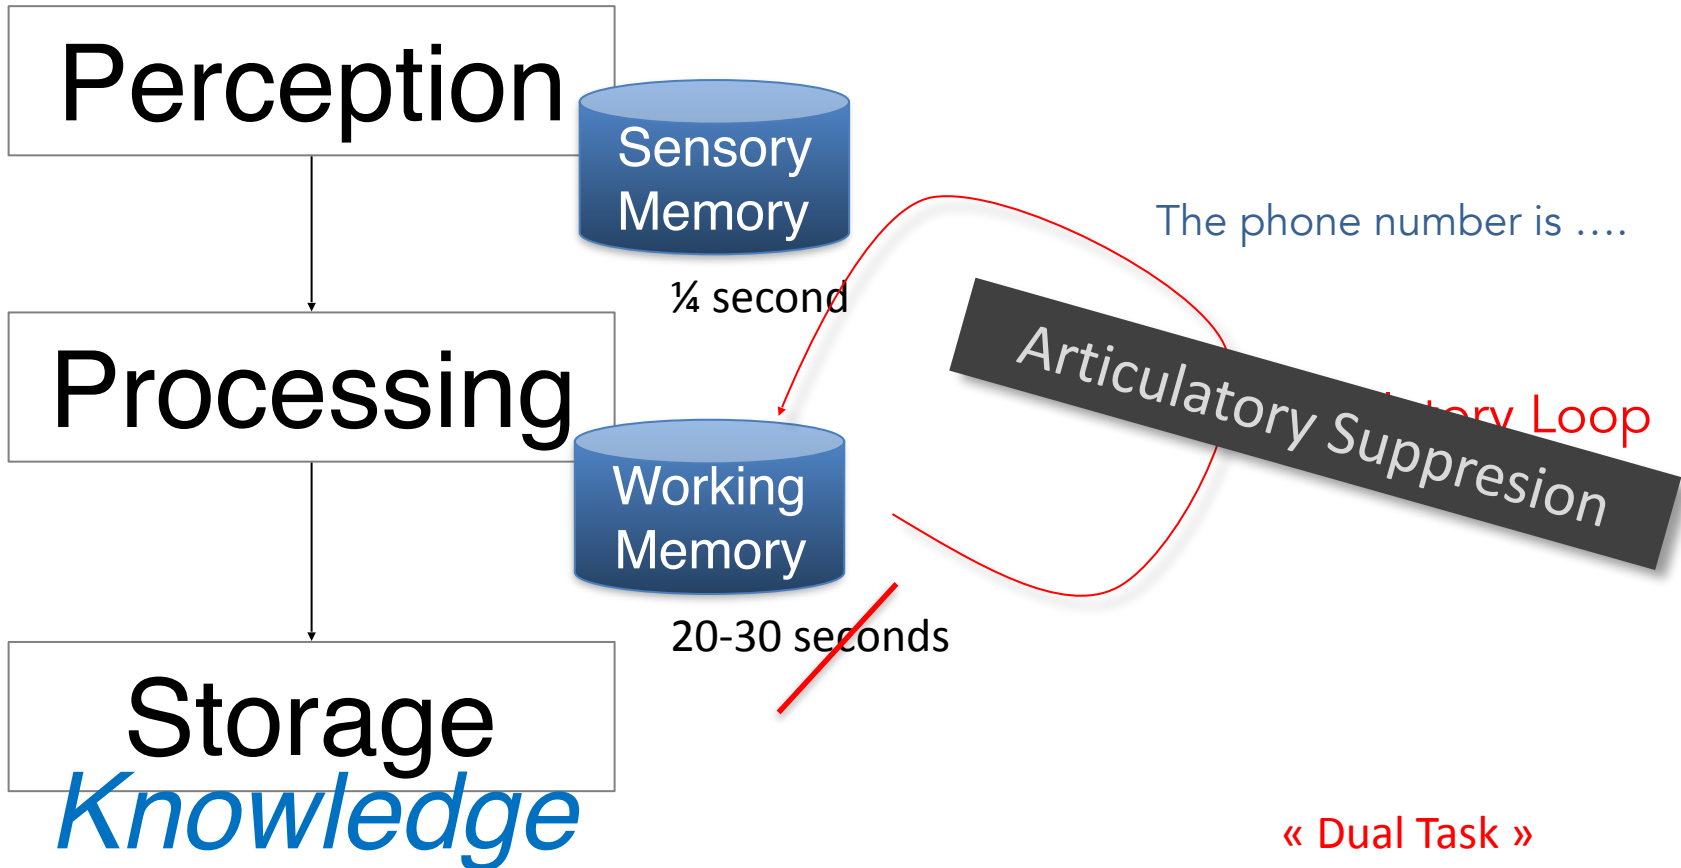 Perception
Sensory
Memory
The phone number is ....
¼ second
Processing
Articulatory Suppresion
Loop
Working
Memory
20-30 seconds
Storage
Knowledge
« Dual Task »